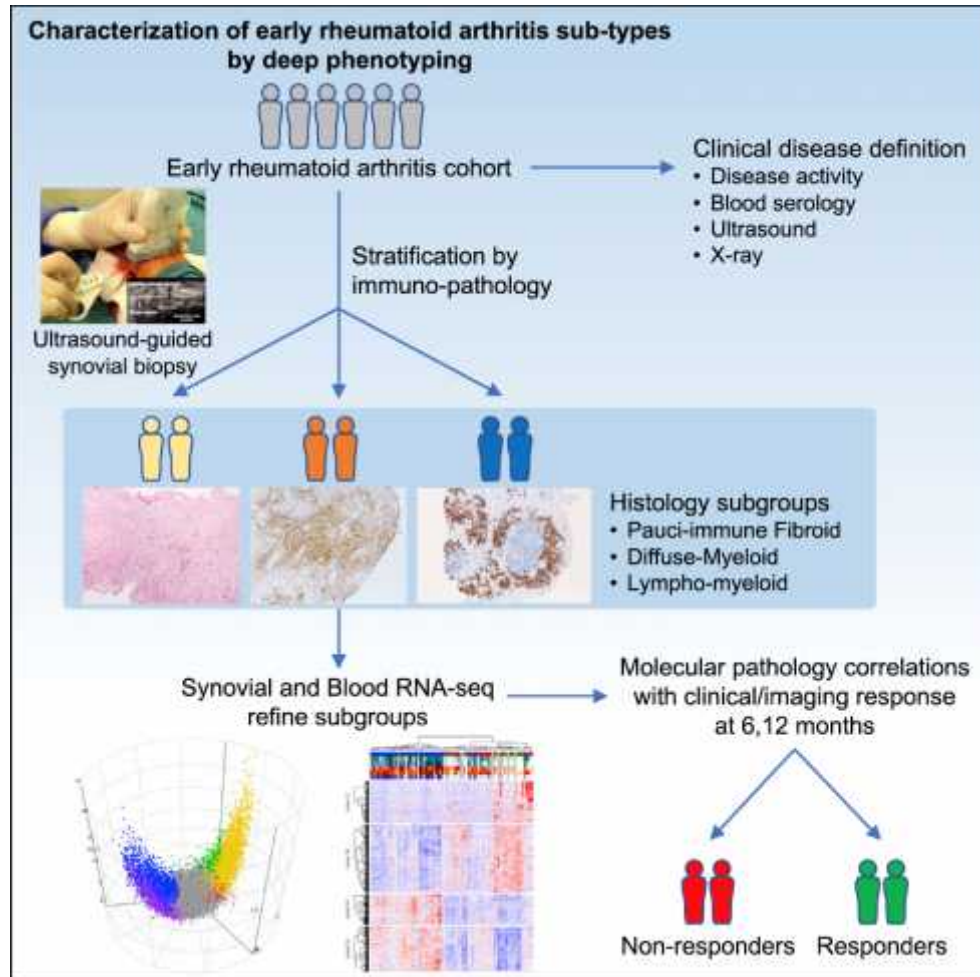 Characterization of early rheumatoid arthritis sub-types
by deep phenotyping
Early rheumatoid arthritis cohort
Clinical disease definition
• Disease activity
• Blood serology
• Ultrasound
• X-ray
Stratification by
immuno-pathology
Ultrasound-guided
synovial biopsy
Histology subgroups
• Pauci-immune Fibroid
• Diffuse-Myeloid
• Lympho-myeloid
Synovial and Blood RNA-seq
refine subgroups
Molecular pathology correlations
with clinical/imaging response
at 6,12 months
Non-responders
Responders